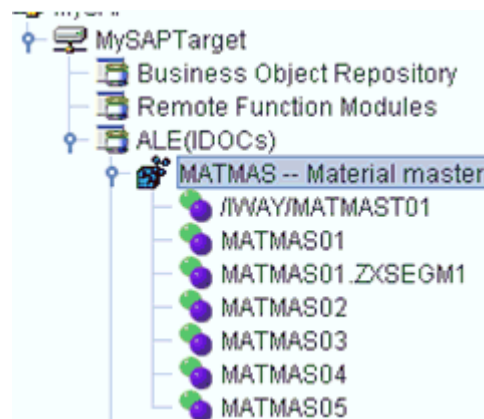 MySAPTarget
Business Object Repository
Remote Function Modules
ALE(IDOCs)
MATMAS -- Material master
/IWAY/MATMAST01
MATMAS01
MATMAS01.ZXSEGM1
MATMAS02
MATMAS03
MATMAS04
MATMAS05